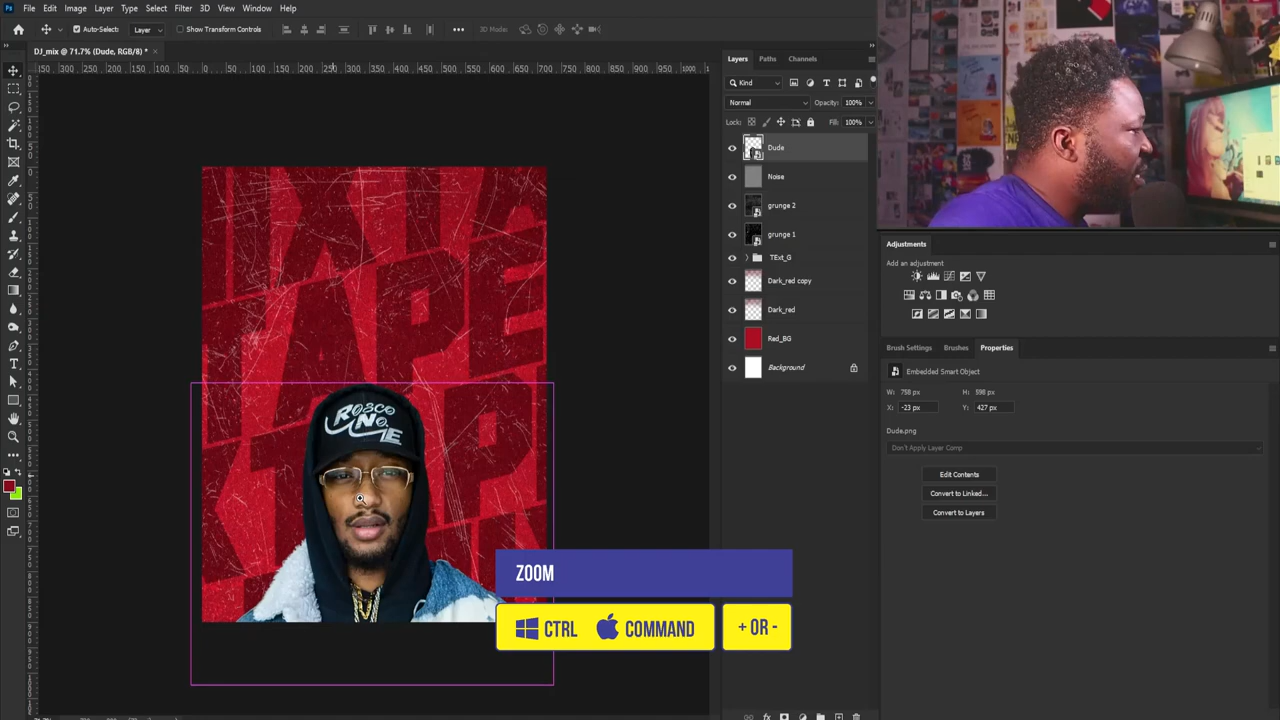 Ps File Edit Image Layer Type Select Filter 3D View Window Help
Auto-Select: Layer Show Transform Controls 3D Mode:
DJ_mix @ 71.7% (Dude, RGB/8) *
Layers Paths Channels
Kind
Normal Opacity: 100%
Lock: Fill: 100%
Dude
Noise
grunge 2
grunge 1
TExt_G
Dark_red copy
Dark_red
Red_BG
Background
Adjustments
Add an adjustment
Brush Settings Brushes Properties
Embedded Smart Object
W: 758 px H: 598 px
X: -23 px Y: 427 px
Dude.png
Don't Apply Layer Comp
Edit Contents
Convert to Linked...
Convert to Layers
TAPE
ROSCO
NO.
ZOOM
CTRL COMMAND + OR -